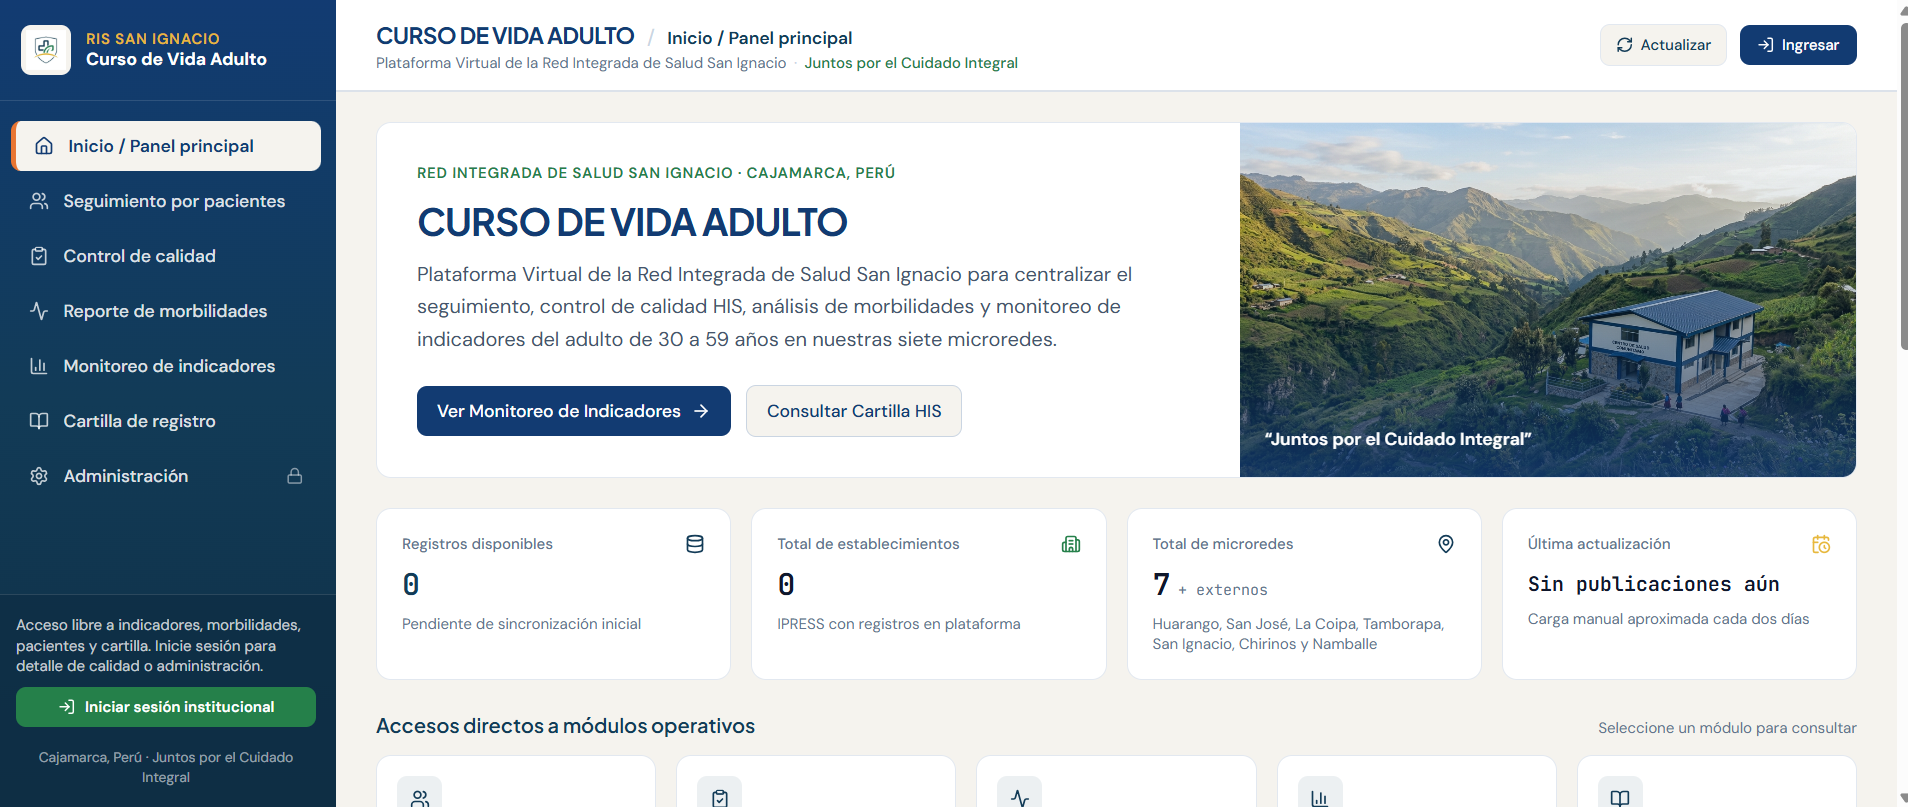 RIS SAN IGNACIO
Curso de Vida Adulto
Inicio / Panel principal
Seguimiento por pacientes
Control de calidad
Reporte de morbilidades
Monitoreo de indicadores
Cartilla de registro
Administración
Acceso libre a indicadores, morbilidades,
pacientes y cartilla. Inicie sesión para
detalle de calidad o administración.
Iniciar sesión institucional
Cajamarca, Perú · Juntos por el Cuidado
Integral
CURSO DE VIDA ADULTO / Inicio / Panel principal
Plataforma Virtual de la Red Integrada de Salud San Ignacio · Juntos por el Cuidado Integral
Actualizar
Ingresar
RED INTEGRADA DE SALUD SAN IGNACIO · CAJAMARCA, PERÚ
CURSO DE VIDA ADULTO
Plataforma Virtual de la Red Integrada de Salud San Ignacio para centralizar el
seguimiento, control de calidad HIS, análisis de morbilidades y monitoreo de
indicadores del adulto de 30 a 59 años en nuestras siete microredes.
Ver Monitoreo de Indicadores →
Consultar Cartilla HIS
CENTRO DE SALUD
COMUNITARIO
“Juntos por el Cuidado Integral”
Registros disponibles
0
Pendiente de sincronización inicial
Total de establecimientos
0
IPRESS con registros en plataforma
Total de microredes
7 + externos
Huarango, San José, La Coipa, Tamborapa,
San Ignacio, Chirinos y Namballe
Última actualización
Sin publicaciones aún
Carga manual aproximada cada dos días
Accesos directos a módulos operativos
Seleccione un módulo para consultar